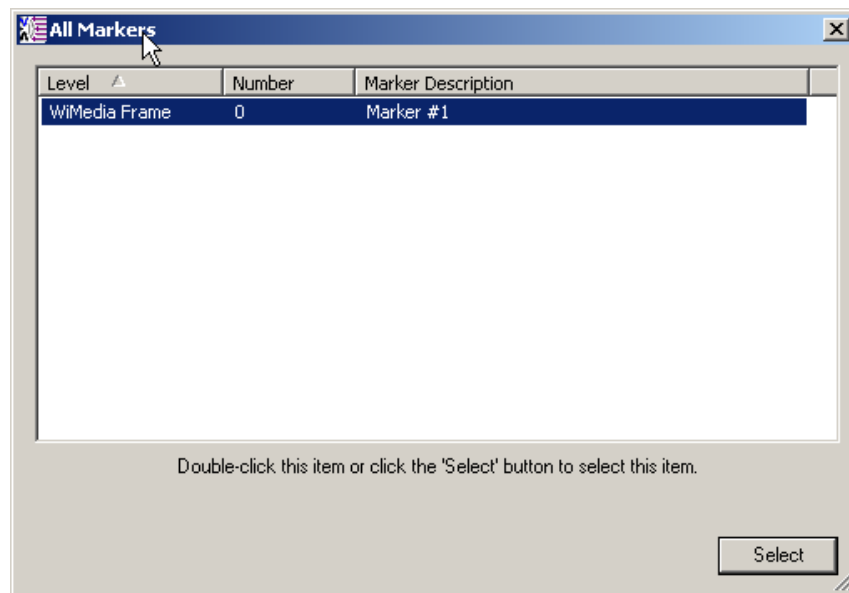 All Markers
Level Number Marker Description
WiMedia Frame 0 Marker #1
Double-click this item or click the 'Select' button to select this item.
Select